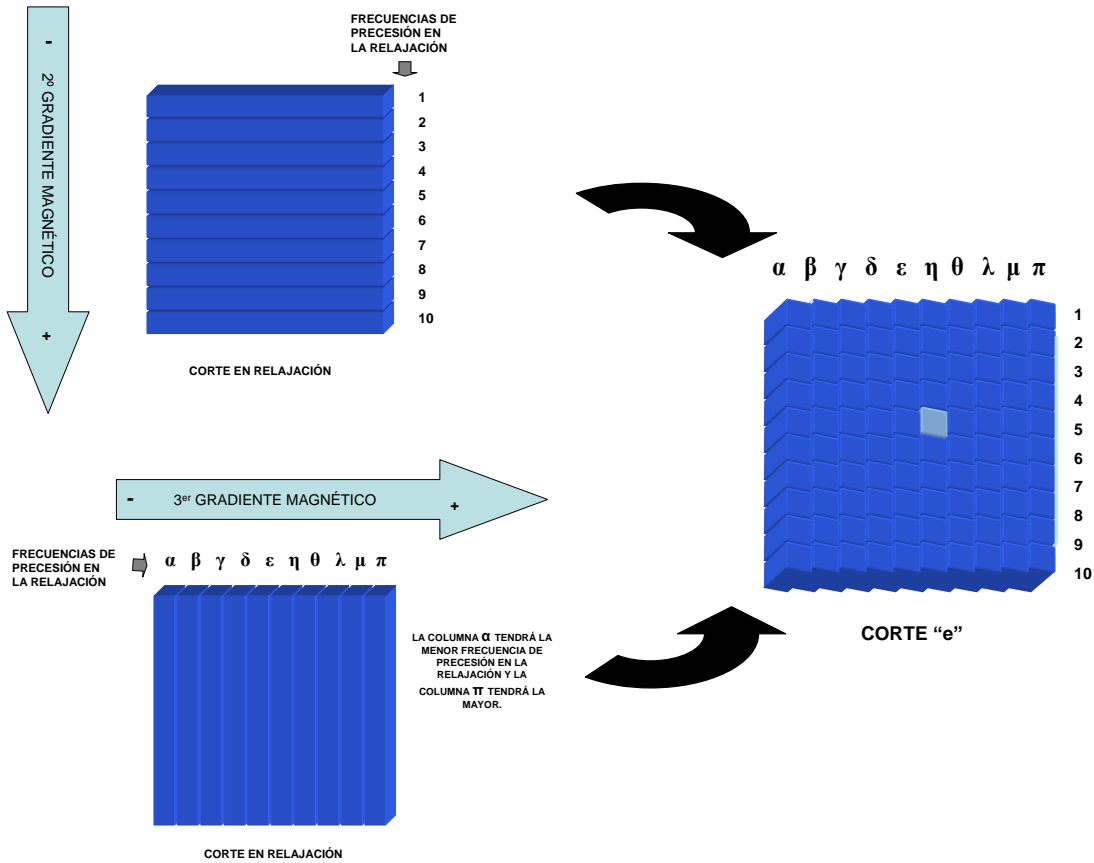 FRECUENCIAS DE
PRECESIÓN EN
LA RELAJACIÓN
-
2º GRADIENTE MAGNÉTICO
+
1
2
3
4
5
6
7
8
9
10
CORTE EN RELAJACIÓN
- 3er GRADIENTE MAGNÉTICO +
FRECUENCIAS DE
PRECESIÓN EN
LA RELAJACIÓN
α β γ δ ε η θ λ μ π
LA COLUMNA α TENDRÁ LA
MENOR FRECUENCIA DE
PRECESIÓN EN LA
RELAJACIÓN Y LA
COLUMNA π TENDRÁ LA
MAYOR.
CORTE EN RELAJACIÓN
α β γ δ ε η θ λ μ π
1
2
3
4
5
6
7
8
9
10
CORTE “e”